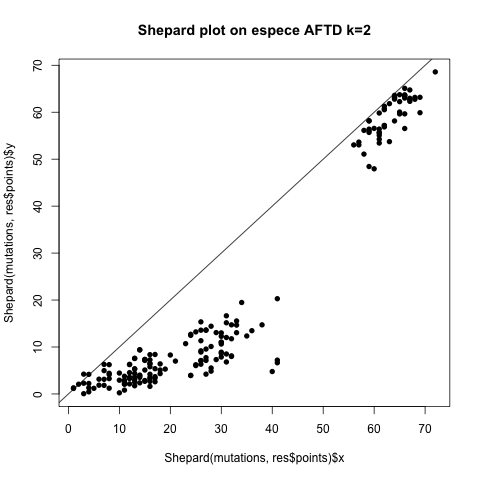 Shepard plot on espece AFTD k=2
Shepard(mutations, res$points)$y
70
60
50
40
30
20
10
0
0 10 20 30 40 50 60 70
Shepard(mutations, res$points)$x